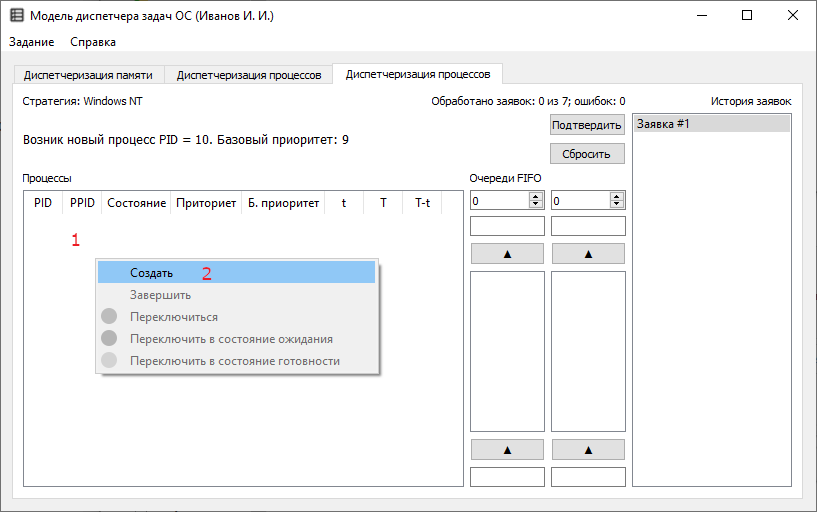 Модель диспетчера задач ОС (Иванов И. И.)
Задание Справка
Диспетчеризация памяти Диспетчеризация процессов Диспетчеризация процессов
Стратегия: Windows NT Обработано заявок: 0 из 7; ошибок: 0 История заявок
Подтвердить Заявка #1
Возник новый процесс PID = 10. Базовый приоритет: 9
Сбросить
Процессы Очереди FIFO
PID PPID Состояние Приториет Б. приоритет t T T-t 0 0
1
▲ ▲
Создать 2
Завершить
Переключиться
Переключить в состояние ожидания
Переключить в состояние готовности
▲ ▲